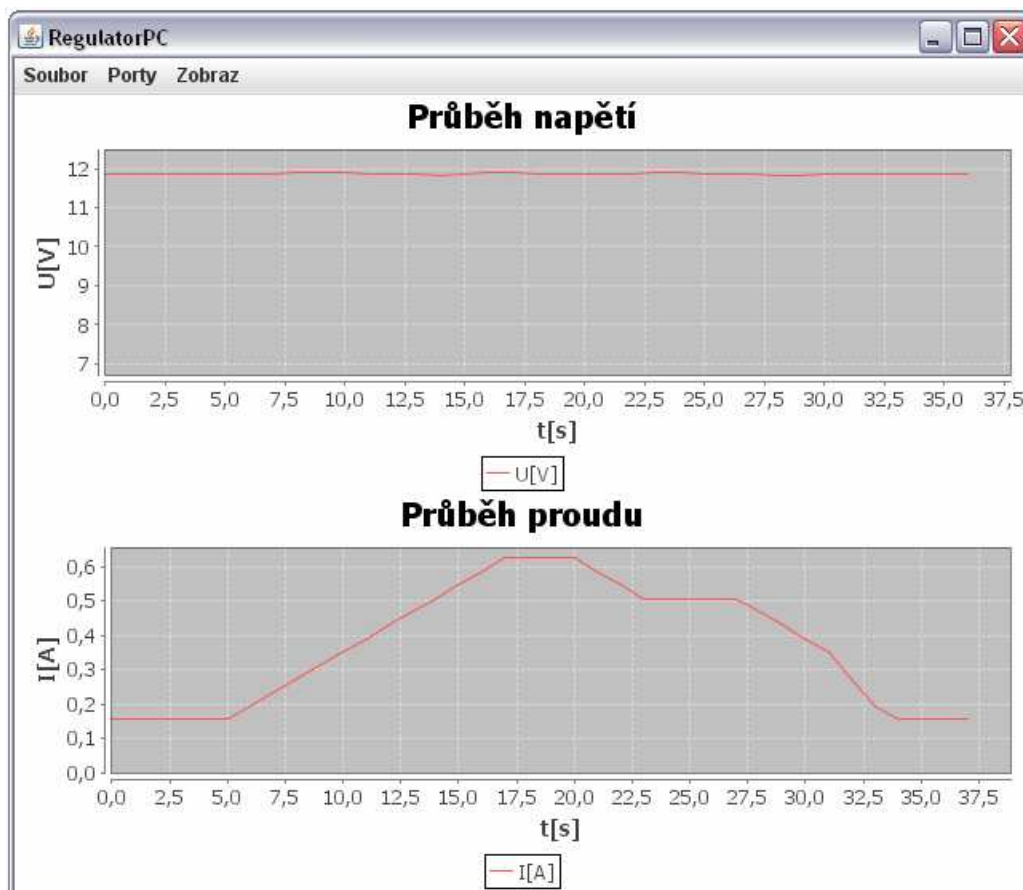 RegulatorPC
Soubor Porty Zobraz
Průběh napětí
12
11
10
9
8
7
U[V]
0,0 2,5 5,0 7,5 10,0 12,5 15,0 17,5 20,0 22,5 25,0 27,5 30,0 32,5 35,0 37,5
t[s]
U[V]
Průběh proudu
0,6
0,5
0,4
0,3
0,2
0,1
0,0
I[A]
0,0 2,5 5,0 7,5 10,0 12,5 15,0 17,5 20,0 22,5 25,0 27,5 30,0 32,5 35,0 37,5
t[s]
I[A]